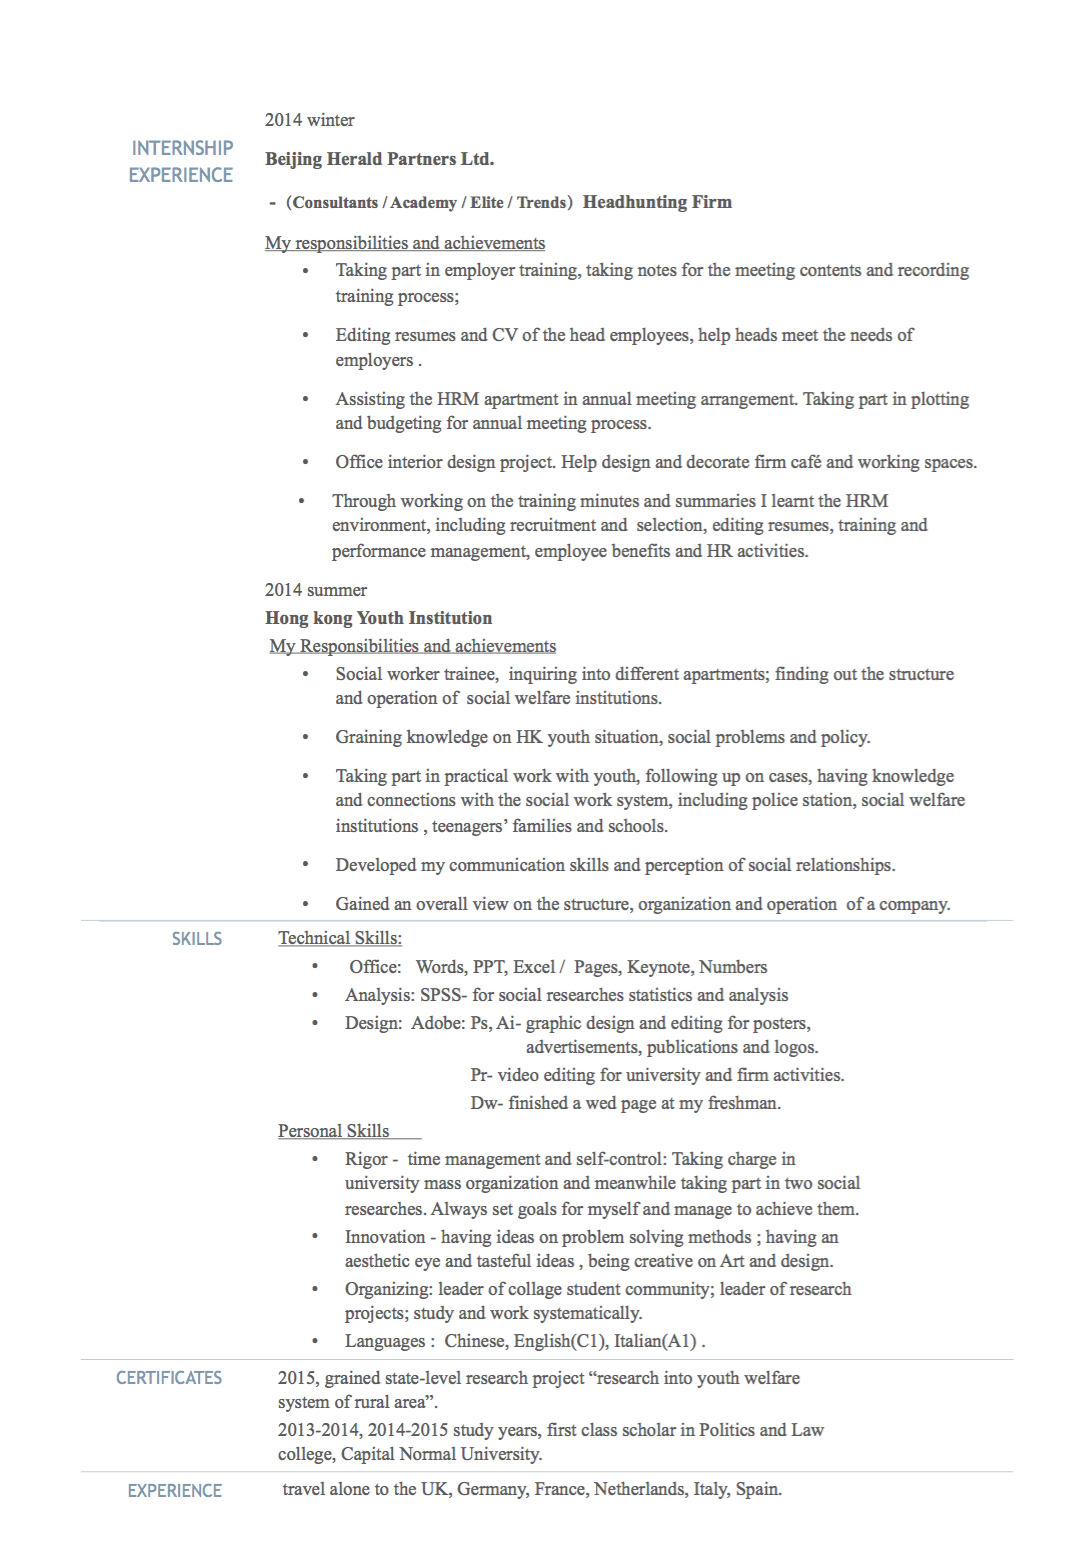 2014 winter
INTERNSHIP
EXPERIENCE
Beijing Herald Partners Ltd.
-（Consultants / Academy / Elite / Trends）Headhunting Firm
My responsibilities and achievements
• Taking part in employer training, taking notes for the meeting contents and recording
training process;
• Editing resumes and CV of the head employees, help heads meet the needs of
employers .
• Assisting the HRM apartment in annual meeting arrangement. Taking part in plotting
and budgeting for annual meeting process.
• Office interior design project. Help design and decorate firm café and working spaces.
• Through working on the training minutes and summaries I learnt the HRM
environment, including recruitment and selection, editing resumes, training and
performance management, employee benefits and HR activities.
2014 summer
Hong kong Youth Institution
My Responsibilities and achievements
• Social worker trainee, inquiring into different apartments; finding out the structure
and operation of social welfare institutions.
• Graining knowledge on HK youth situation, social problems and policy.
• Taking part in practical work with youth, following up on cases, having knowledge
and connections with the social work system, including police station, social welfare
institutions , teenagers’ families and schools.
• Developed my communication skills and perception of social relationships.
• Gained an overall view on the structure, organization and operation of a company.
SKILLS
Technical Skills:
• Office: Words, PPT, Excel / Pages, Keynote, Numbers
• Analysis: SPSS- for social researches statistics and analysis
• Design: Adobe: Ps, Ai- graphic design and editing for posters,
advertisements, publications and logos.
Pr- video editing for university and firm activities.
Dw- finished a wed page at my freshman.
Personal Skills
• Rigor - time management and self-control: Taking charge in
university mass organization and meanwhile taking part in two social
researches. Always set goals for myself and manage to achieve them.
• Innovation - having ideas on problem solving methods ; having an
aesthetic eye and tasteful ideas , being creative on Art and design.
• Organizing: leader of collage student community; leader of research
projects; study and work systematically.
• Languages : Chinese, English(C1), Italian(A1) .
CERTIFICATES
2015, grained state-level research project “research into youth welfare
system of rural area”.
2013-2014, 2014-2015 study years, first class scholar in Politics and Law
college, Capital Normal University.
EXPERIENCE
travel alone to the UK, Germany, France, Netherlands, Italy, Spain.